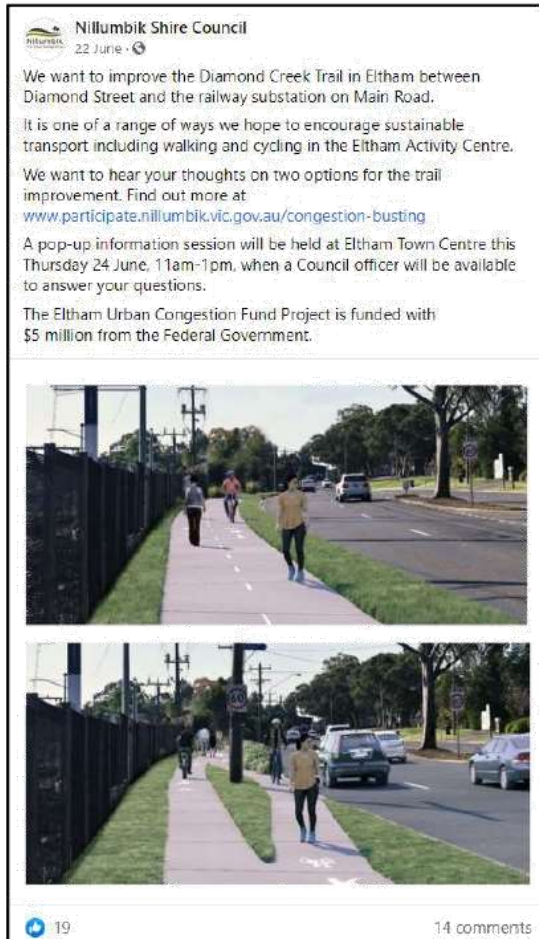 Nillumbik Shire Council
22 June ·
NILLUMBIK
We want to improve the Diamond Creek Trail in Eltham between
Diamond Street and the railway substation on Main Road.
It is one of a range of ways we hope to encourage sustainable
transport including walking and cycling in the Eltham Activity Centre.
We want to hear your thoughts on two options for the trail
improvement. Find out more at
www.participate.nillumbik.vic.gov.au/congestion-busting
A pop-up information session will be held at Eltham Town Centre this
Thursday 24 June, 11am-1pm, when a Council officer will be available
to answer your questions.
The Eltham Urban Congestion Fund Project is funded with
$5 million from the Federal Government.
60
19
14 comments